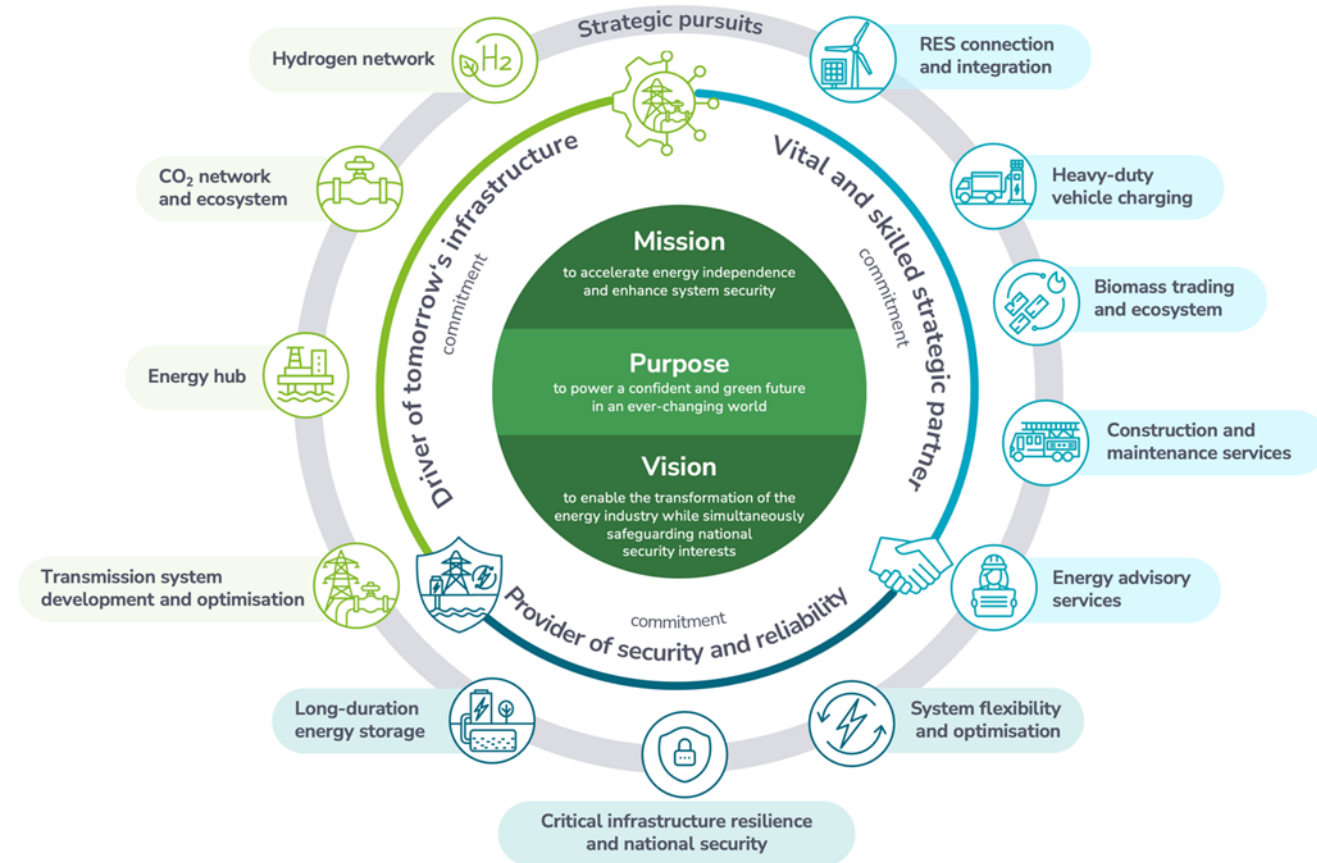 Strategic pursuits
Hydrogen network
H2
CO₂ network
and ecosystem
Energy hub
Transmission system
development and optimisation
Driver of tomorrow's infrastructure
commitment
Mission
to accelerate energy independence
and enhance system security
Purpose
to power a confident and green future
in an ever-changing world
Vision
to enable the transformation of the
energy industry while simultaneously
safeguarding national
security interests
Vital and skilled strategic partner
commitment
RES connection
and integration
Heavy-duty
vehicle charging
Biomass trading
and ecosystem
Construction and
maintenance services
Energy advisory
services
commitment
Provider of security and reliability
Long-duration
energy storage
Critical infrastructure resilience
and national security
System flexibility
and optimisation